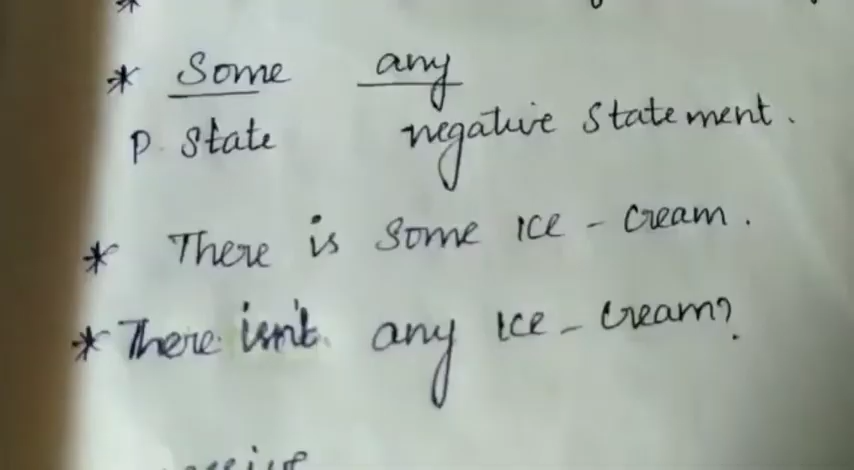 * Some any
P. State negative statement.
* There is some ice - cream.
* There isn't any ice - cream?